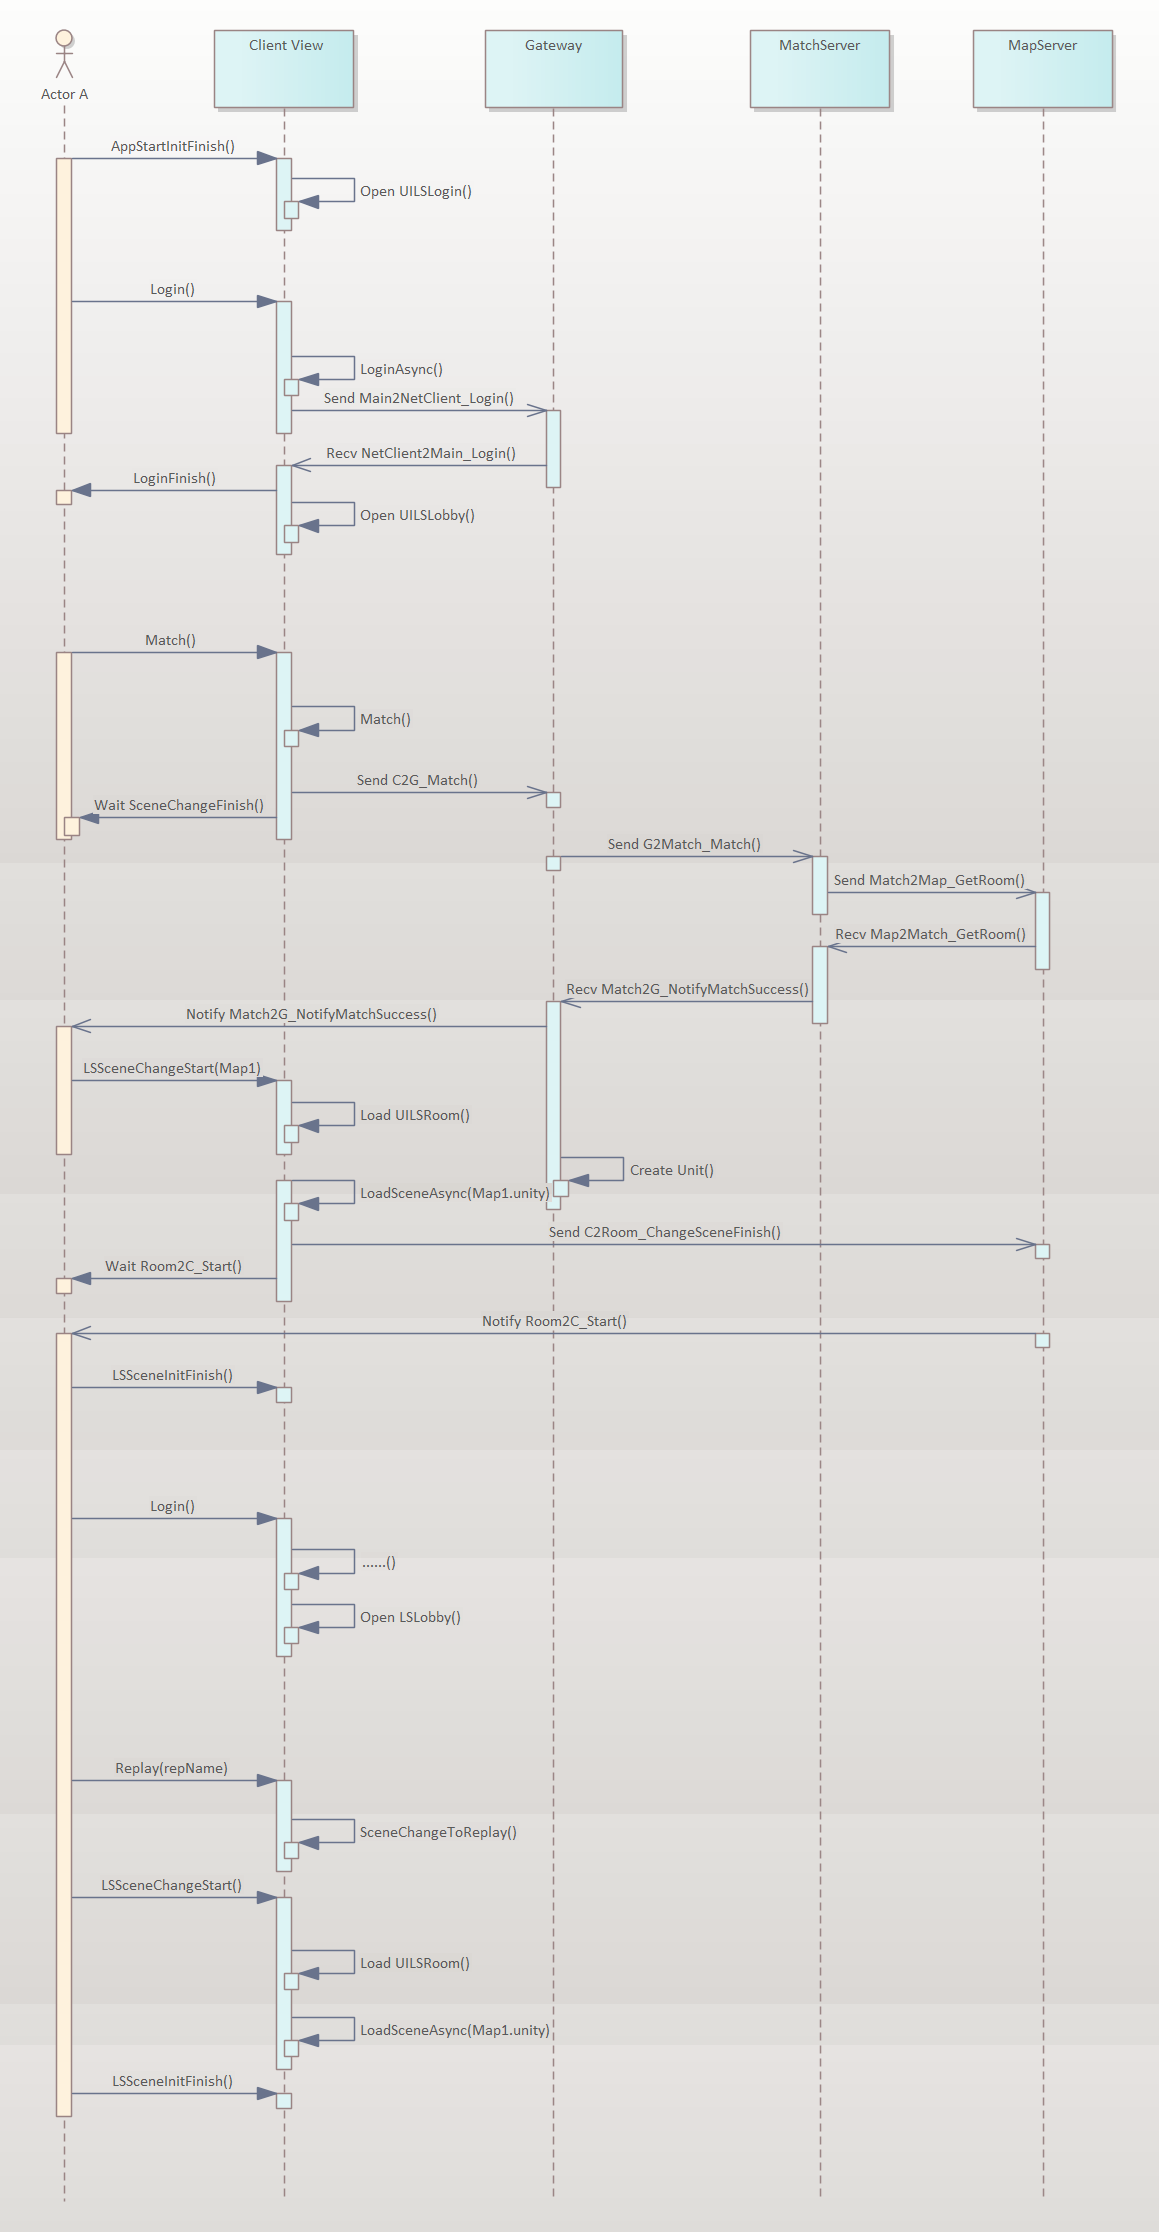 Client View
Gateway
MatchServer
MapServer
Actor A
AppStartInitFinish()
Open UILSLogin()
Login()
LoginAsync()
Send Main2NetClient_Login()
Recv NetClient2Main_Login()
LoginFinish()
Open UILSLobby()
Match()
Match()
Send C2G_Match()
Wait SceneChangeFinish()
Send G2Match_Match()
Send Match2Map_GetRoom()
Recv Map2Match_GetRoom()
Recv Match2G_NotifyMatchSuccess()
Notify Match2G_NotifyMatchSuccess()
LSSceneChangeStart(Map1)
Load UILSRoom()
Create Unit()
LoadSceneAsync(Map1.unity)
Send C2Room_ChangeSceneFinish()
Wait Room2C_Start()
Notify Room2C_Start()
LSSceneInitFinish()
Login()
......()
Open LSLobby()
Replay(repName)
SceneChangeToReplay()
LSSceneChangeStart()
Load UILSRoom()
LoadSceneAsync(Map1.unity)
LSSceneInitFinish()